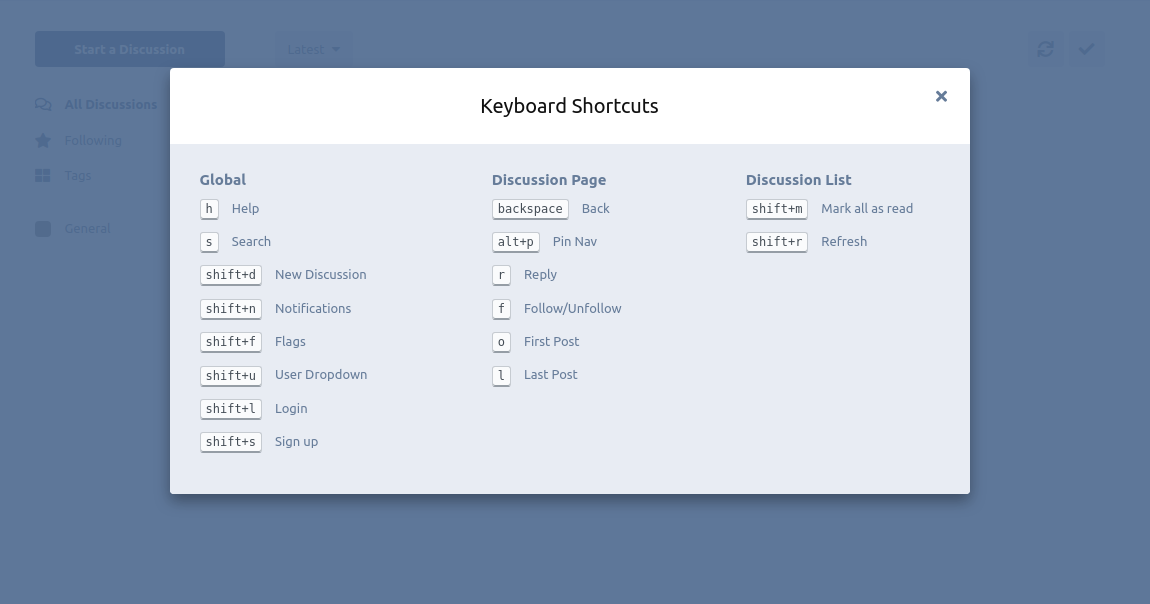 Start a Discussion
Latest
All Discussions
Following
Tags
General
Keyboard Shortcuts
Global
h Help
s Search
shift+d New Discussion
shift+n Notifications
shift+f Flags
shift+u User Dropdown
shift+l Login
shift+s Sign up
Discussion Page
backspace Back
alt+p Pin Nav
r Reply
f Follow/Unfollow
o First Post
l Last Post
Discussion List
shift+m Mark all as read
shift+r Refresh